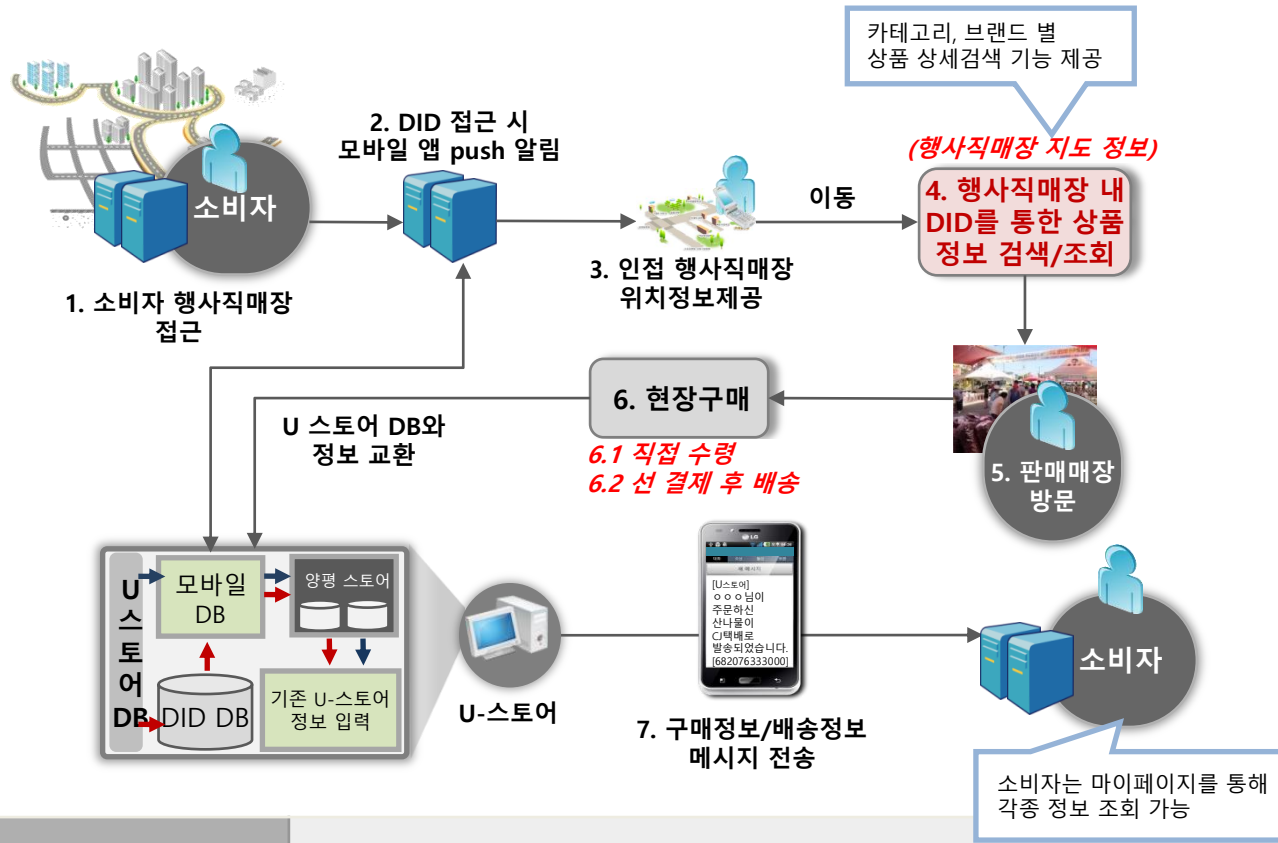 카테고리, 브랜드 별
상품 상세검색 기능 제공
2. DID 접근 시
모바일 앱 push 알림
(행사직매장 지도 정보)
소비자
이동
4. 행사직매장 내
DID를 통한 상품
정보 검색/조회
3. 인접 행사직매장
위치정보제공
1. 소비자 행사직매장
접근
6. 현장구매
U 스토어 DB와
정보 교환
6.1 직접 수령
6.2 선 결제 후 배송
5. 판매매장
방문
U
스
토
어
DB
모바일
DB
양평 스토어
DID DB
기존 U-스토어
정보 입력
U-스토어
LG
[U스토어]
ㅇㅇㅇ님이
주문하신
산나물이
CJ택배로
발송되었습니다.
[682076333000]
소비자
7. 구매정보/배송정보
메시지 전송
소비자는 마이페이지를 통해
각종 정보 조회 가능